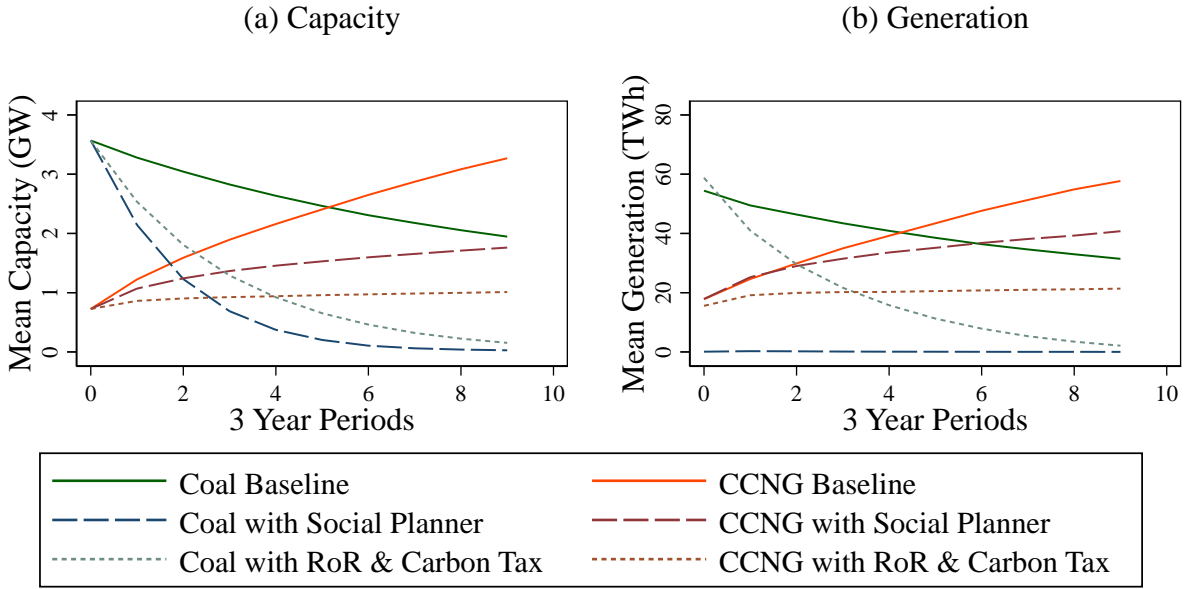 (a) Capacity
Mean Capacity (GW)
4
3
2
1
0
0 2 4 6 8 10
3 Year Periods
(b) Generation
Mean Generation (TWh)
80
60
40
20
0
0 2 4 6 8 10
3 Year Periods
Coal Baseline
CCNG Baseline
Coal with Social Planner
CCNG with Social Planner
Coal with RoR & Carbon Tax
CCNG with RoR & Carbon Tax